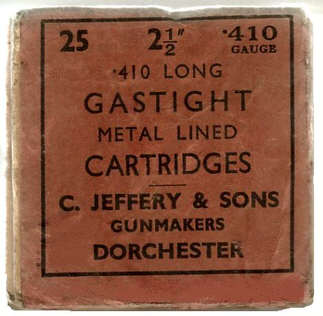 25 2½" ·410
GAUGE
·410 LONG
GASTIGHT
METAL LINED
CARTRIDGES
C. JEFFERY & SONS
GUNMAKERS
DORCHESTER